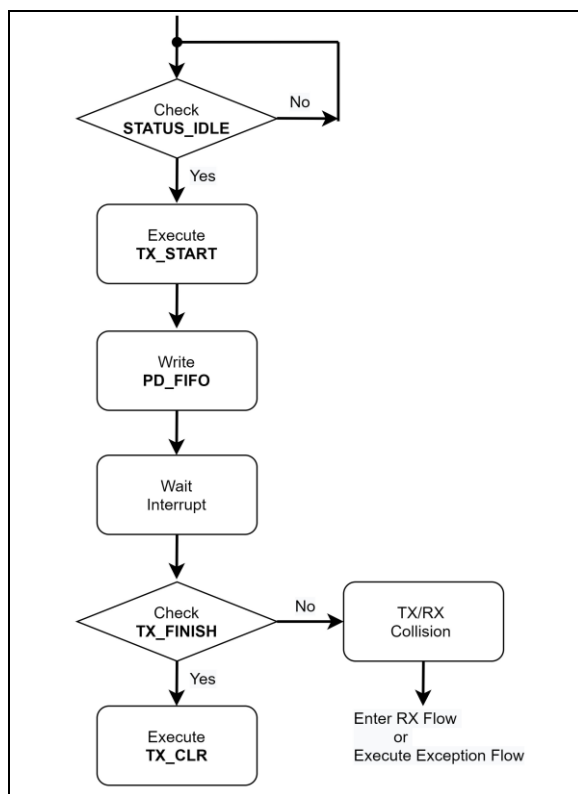 Check
STATUS_IDLE
No
Yes
Execute
TX_START
Write
PD_FIFO
Wait
Interrupt
Check
TX_FINISH
No
TX/RX
Collision
Yes
Execute
TX_CLR
Enter RX Flow
or
Execute Exception Flow